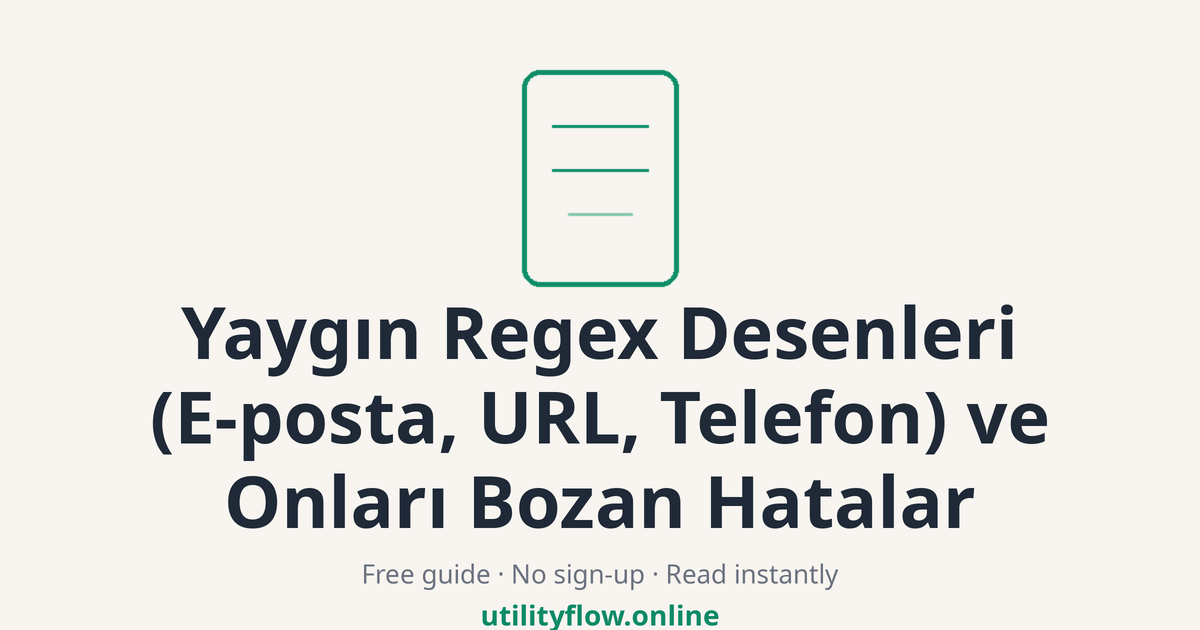 Yaygın Regex Desenleri
(E-posta, URL, Telefon) ve
Onları Bozan Hatalar
Free guide · No sign-up · Read instantly
utilityflow.online